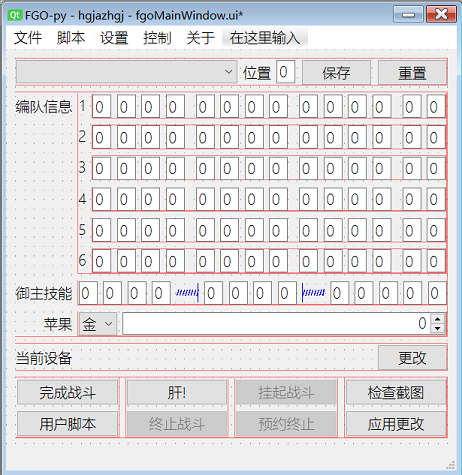 FGO-py - hgjazhgj - fgoMainWindow.ui*
文件 脚本 设置 控制 关于 在这里输入
位置 0 保存 重置
编队信息 1 0 0 0 0 0 0 0 0 0 0 0 0 0 0
2 0 0 0 0 0 0 0 0 0 0 0 0 0 0
3 0 0 0 0 0 0 0 0 0 0 0 0 0 0
4 0 0 0 0 0 0 0 0 0 0 0 0 0 0
5 0 0 0 0 0 0 0 0 0 0 0 0 0 0
6 0 0 0 0 0 0 0 0 0 0 0 0 0 0
御主技能 0 0 0 0 0 0 0 0 0 0 0 0 0
苹果 金 0
当前设备 更改
完成战斗 肝! 挂起战斗 检查截图
用户脚本 终止战斗 预约终止 应用更改